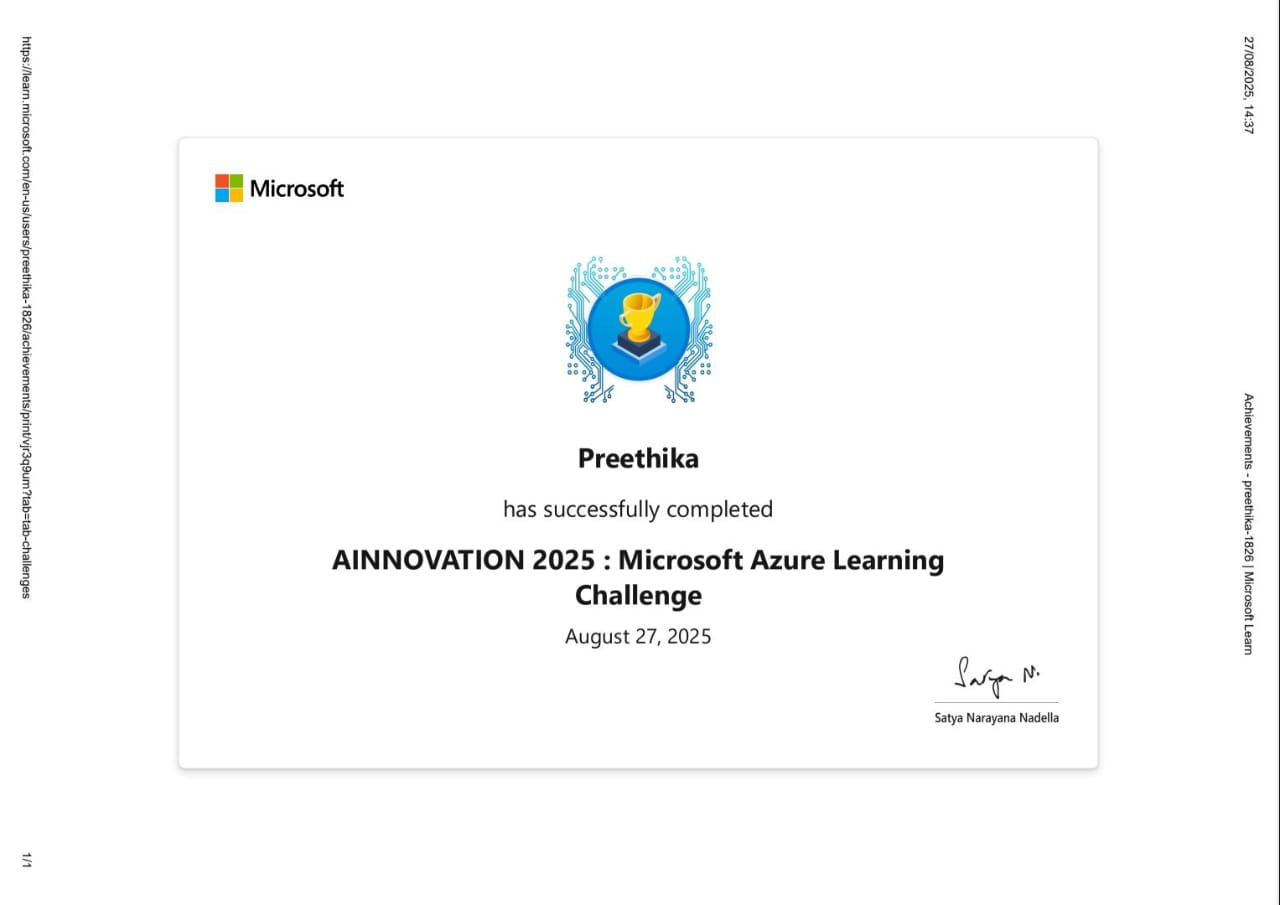 27/08/2025, 14:37
Achievements - preethika-1826 | Microsoft Learn
Microsoft
Preethika
has successfully completed
AINNOVATION 2025 : Microsoft Azure Learning
Challenge
August 27, 2025
Satya N.
Satya Narayana Nadella
https://learn.microsoft.com/en-us/users/preethika-1826/achievements/print/vjr3q9um?tab=tab-challenges
1/1